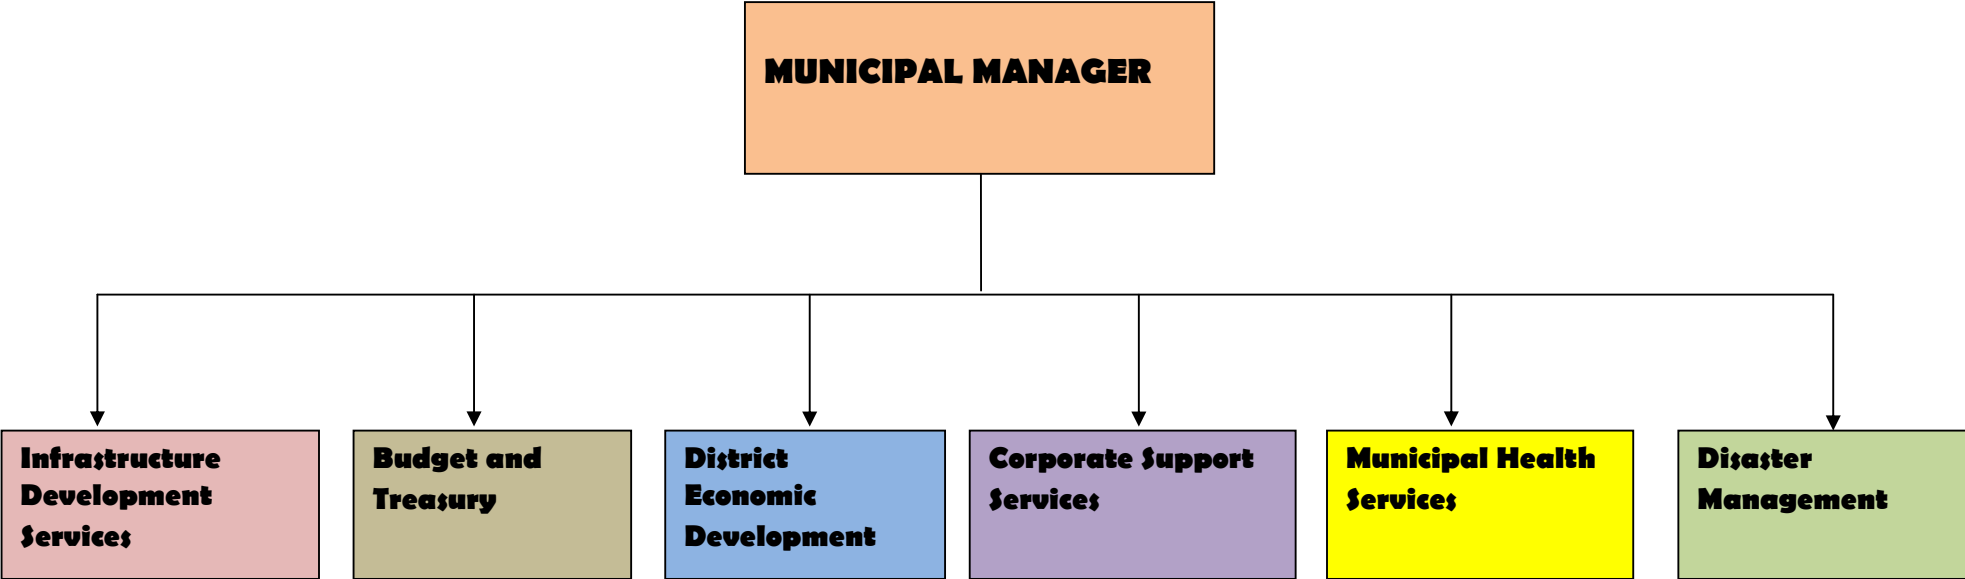 MUNICIPAL MANAGER
Infrastructure
Development
Services
Budget and
Treasury
District
Economic
Development
Corporate Support
Services
Municipal Health
Services
Disaster
Management